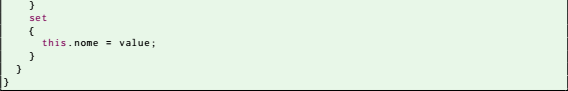 }
set
{
this.nome = value;
}
}
}